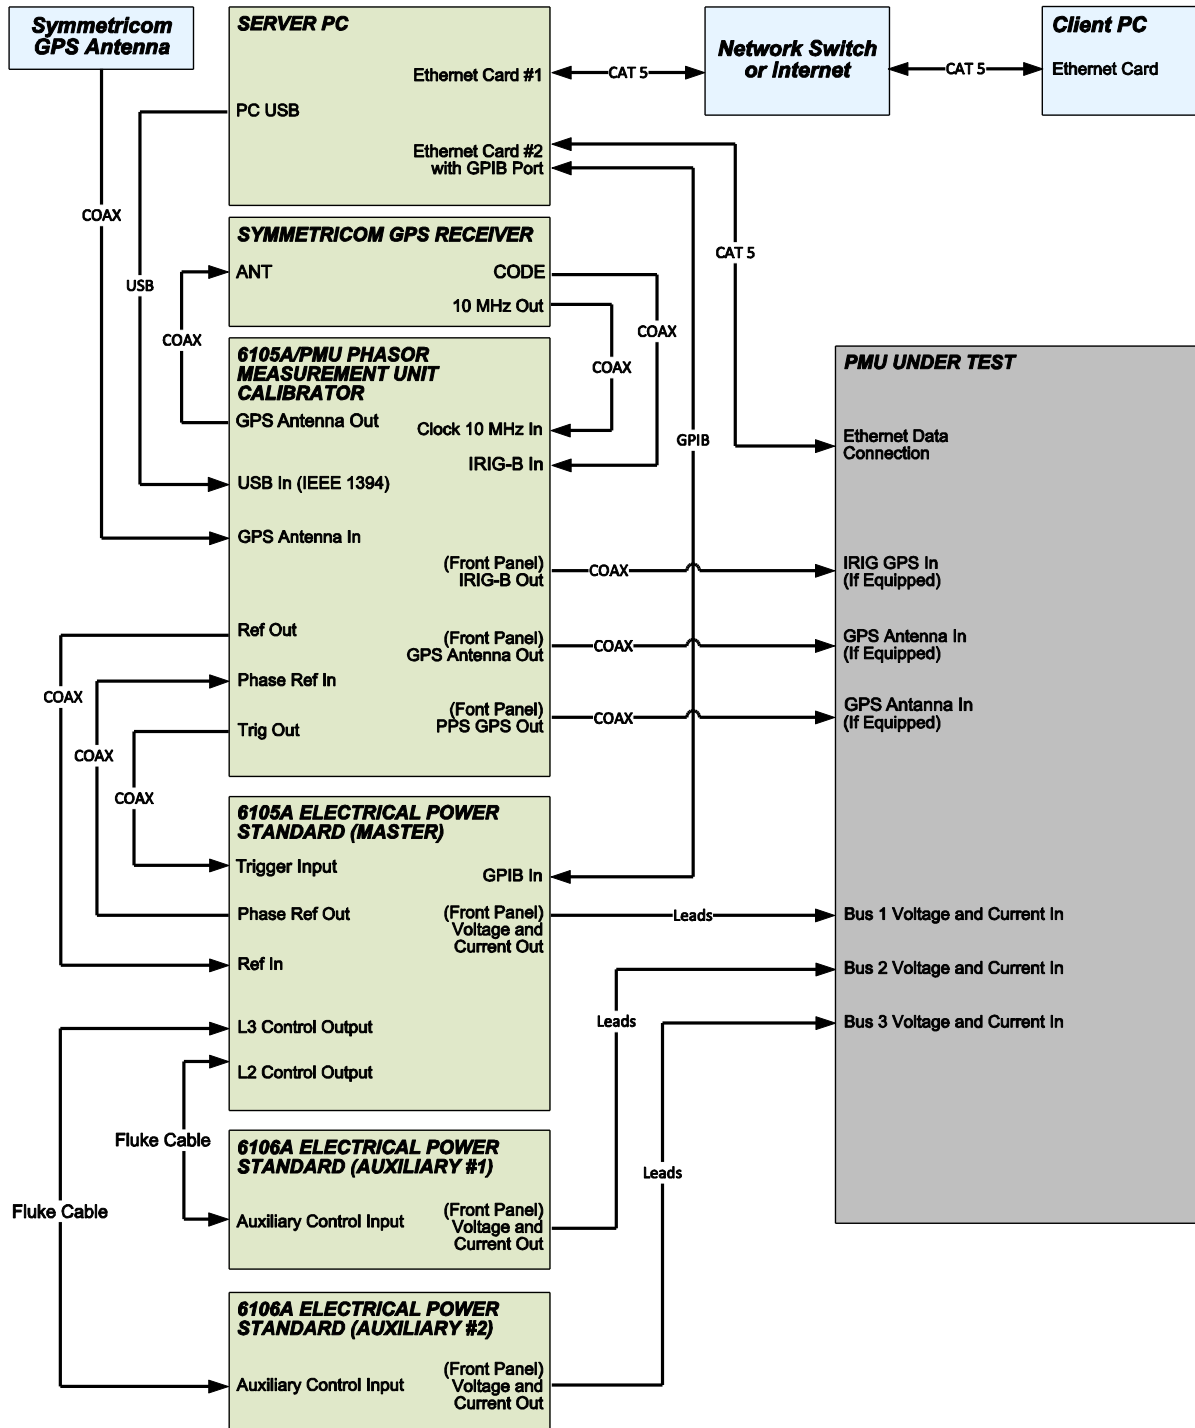 Symmetricom
GPS Antenna
SERVER PC
Ethernet Card #1
PC USB
Ethernet Card #2
with GPIB Port
CAT 5
Network Switch
or Internet
CAT 5
Client PC
Ethernet Card
COAX
USB
CAT 5
GPIB
SYMMETRICOM GPS RECEIVER
ANT
CODE
10 MHz Out
COAX
COAX
COAX
6105A/PMU PHASOR
MEASUREMENT UNIT
CALIBRATOR
GPS Antenna Out
Clock 10 MHz In
IRIG-B In
USB In (IEEE 1394)
GPS Antenna In
(Front Panel)
IRIG-B Out
COAX
Ref Out
(Front Panel)
GPS Antenna Out
COAX
Phase Ref In
Trig Out
(Font Panel)
PPS GPS Out
COAX
COAX
COAX
COAX
PMU UNDER TEST
Ethernet Data
Connection
IRIG GPS In
(If Equipped)
GPS Antenna In
(If Equipped)
GPS Antanna In
(If Equipped)
Bus 1 Voltage and Current In
Bus 2 Voltage and Current In
Bus 3 Voltage and Current In
6105A ELECTRICAL POWER
STANDARD (MASTER)
Trigger Input
GPIB In
Phase Ref Out
(Front Panel)
Voltage and
Current Out
Leads
Ref In
L3 Control Output
L2 Control Output
Leads
Fluke Cable
6106A ELECTRICAL POWER
STANDARD (AUXILIARY #1)
Auxiliary Control Input
(Front Panel)
Voltage and
Current Out
Leads
Fluke Cable
6106A ELECTRICAL POWER
STANDARD (AUXILIARY #2)
Auxiliary Control Input
(Front Panel)
Voltage and
Current Out